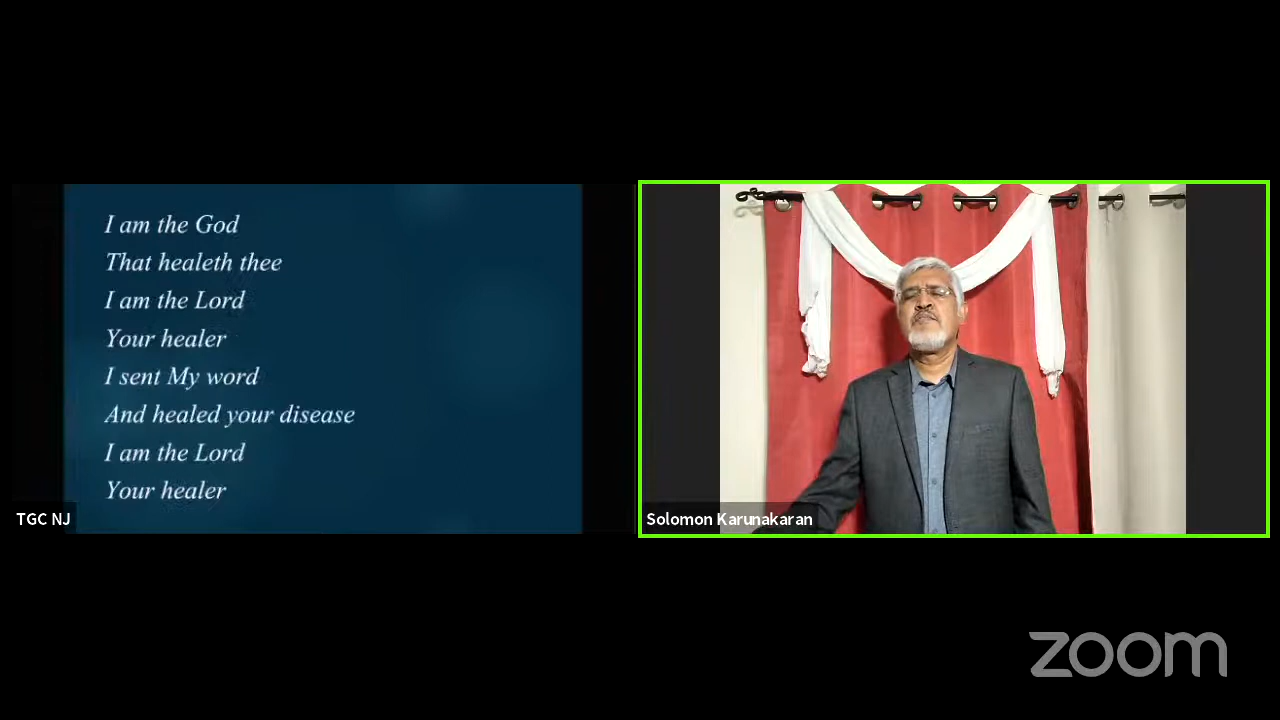 I am the God
That healeth thee
I am the Lord
Your healer
I sent My word
And healed your disease
I am the Lord
Your healer
TGC NJ
Solomon Karunakaran
zoom